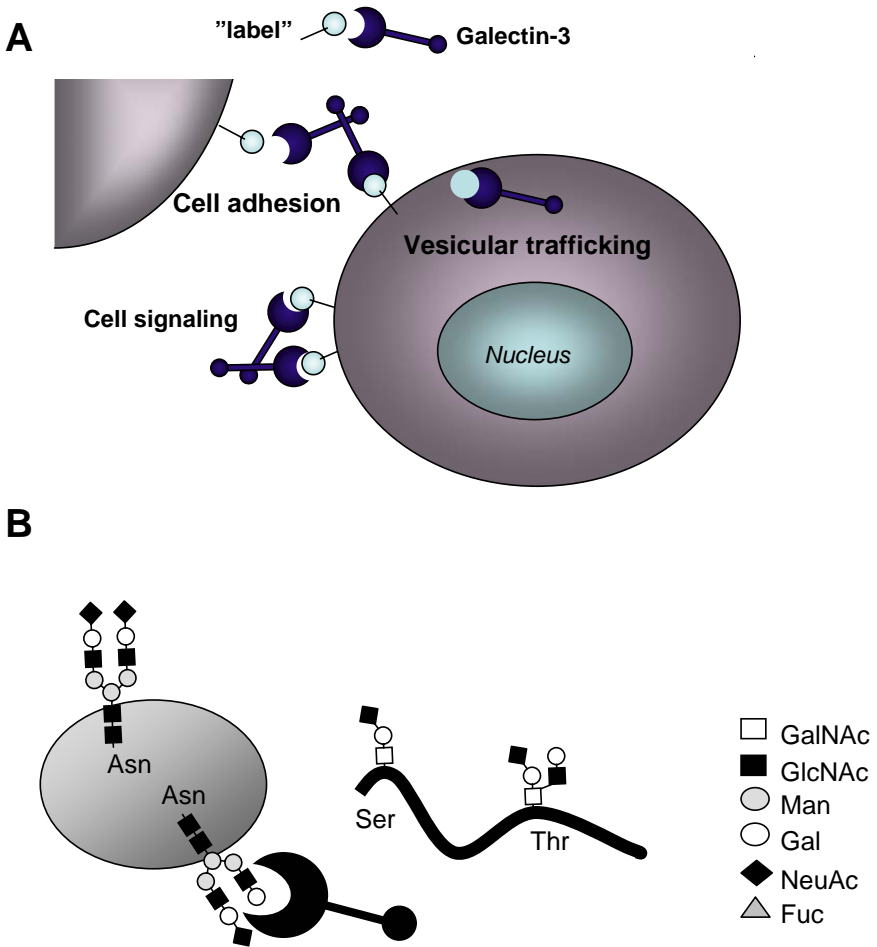 A
”label”
Galectin-3
Cell adhesion
Vesicular trafficking
Cell signaling
Nucleus
B
Asn
Asn
Ser
Thr
GalNAc
GlcNAc
Man
Gal
NeuAc
Fuc